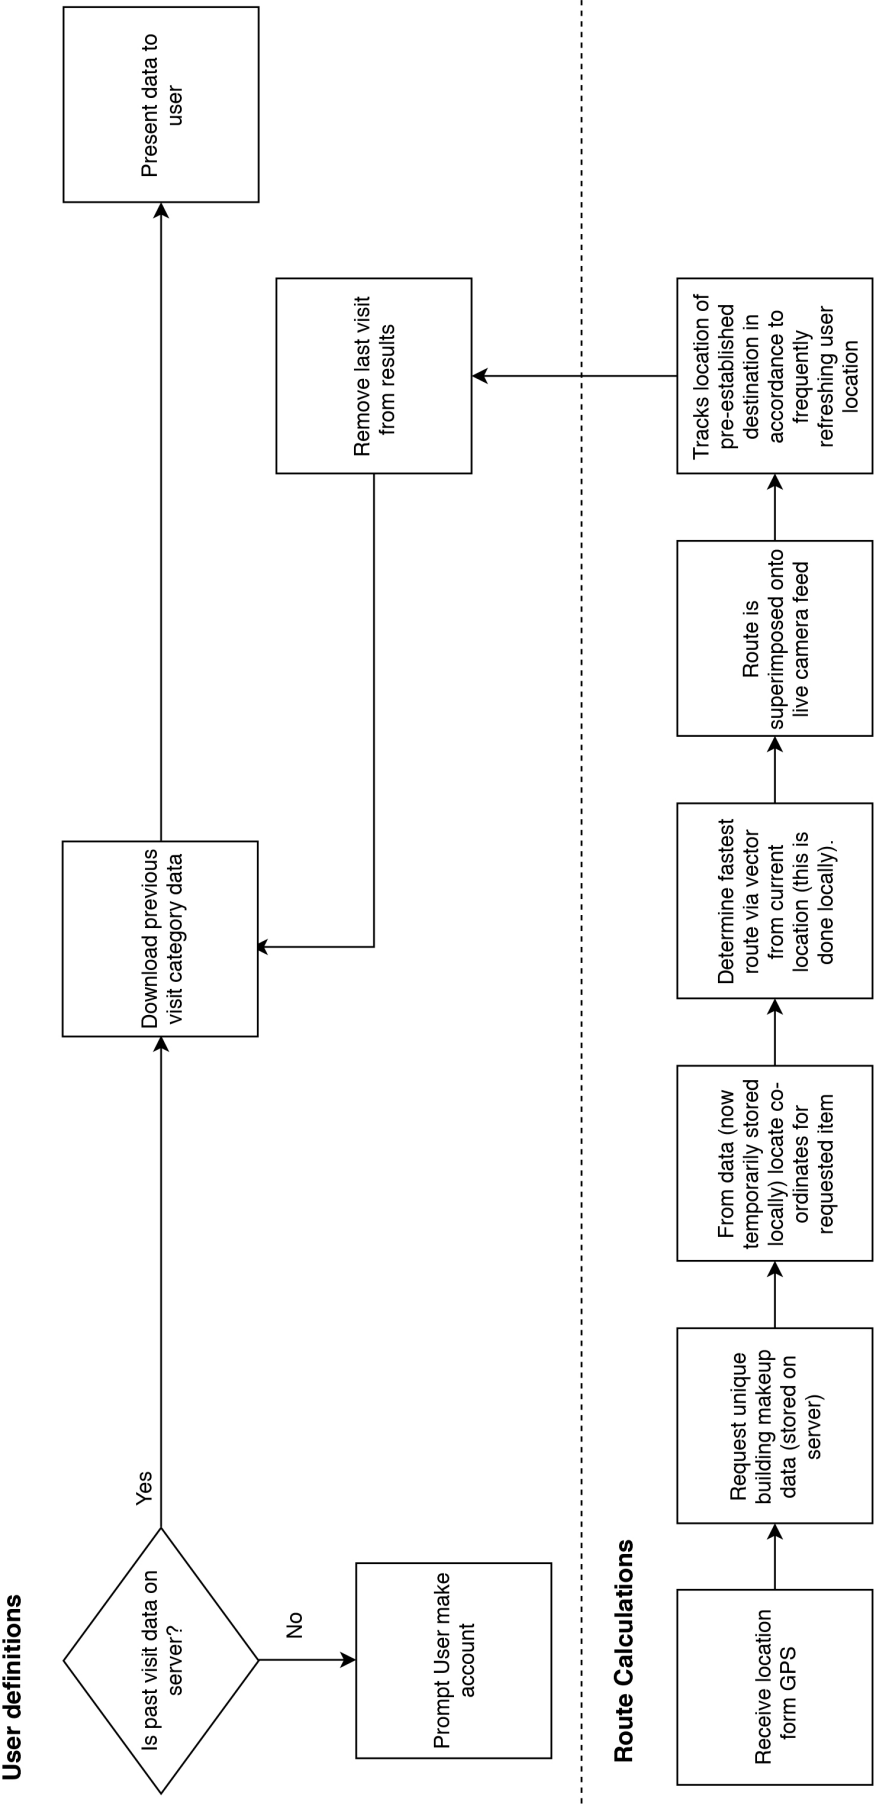 User definitions
Is past visit data on
server?
Yes
No
Prompt User make
account
Download previous
visit category data
Remove last visit
from results
Present data to
user
Route Calculations
Receive location
form GPS
Request unique
building makeup
data (stored on
server)
From data (now
temporarily stored
locally) locate co-
ordinates for
requested item
Determine fastest
route via vector
from current
location (this is
done locally).
Route is
superimposed onto
live camera feed
Tracks location of
pre-established
destination in
accordance to
frequently
refreshing user
location